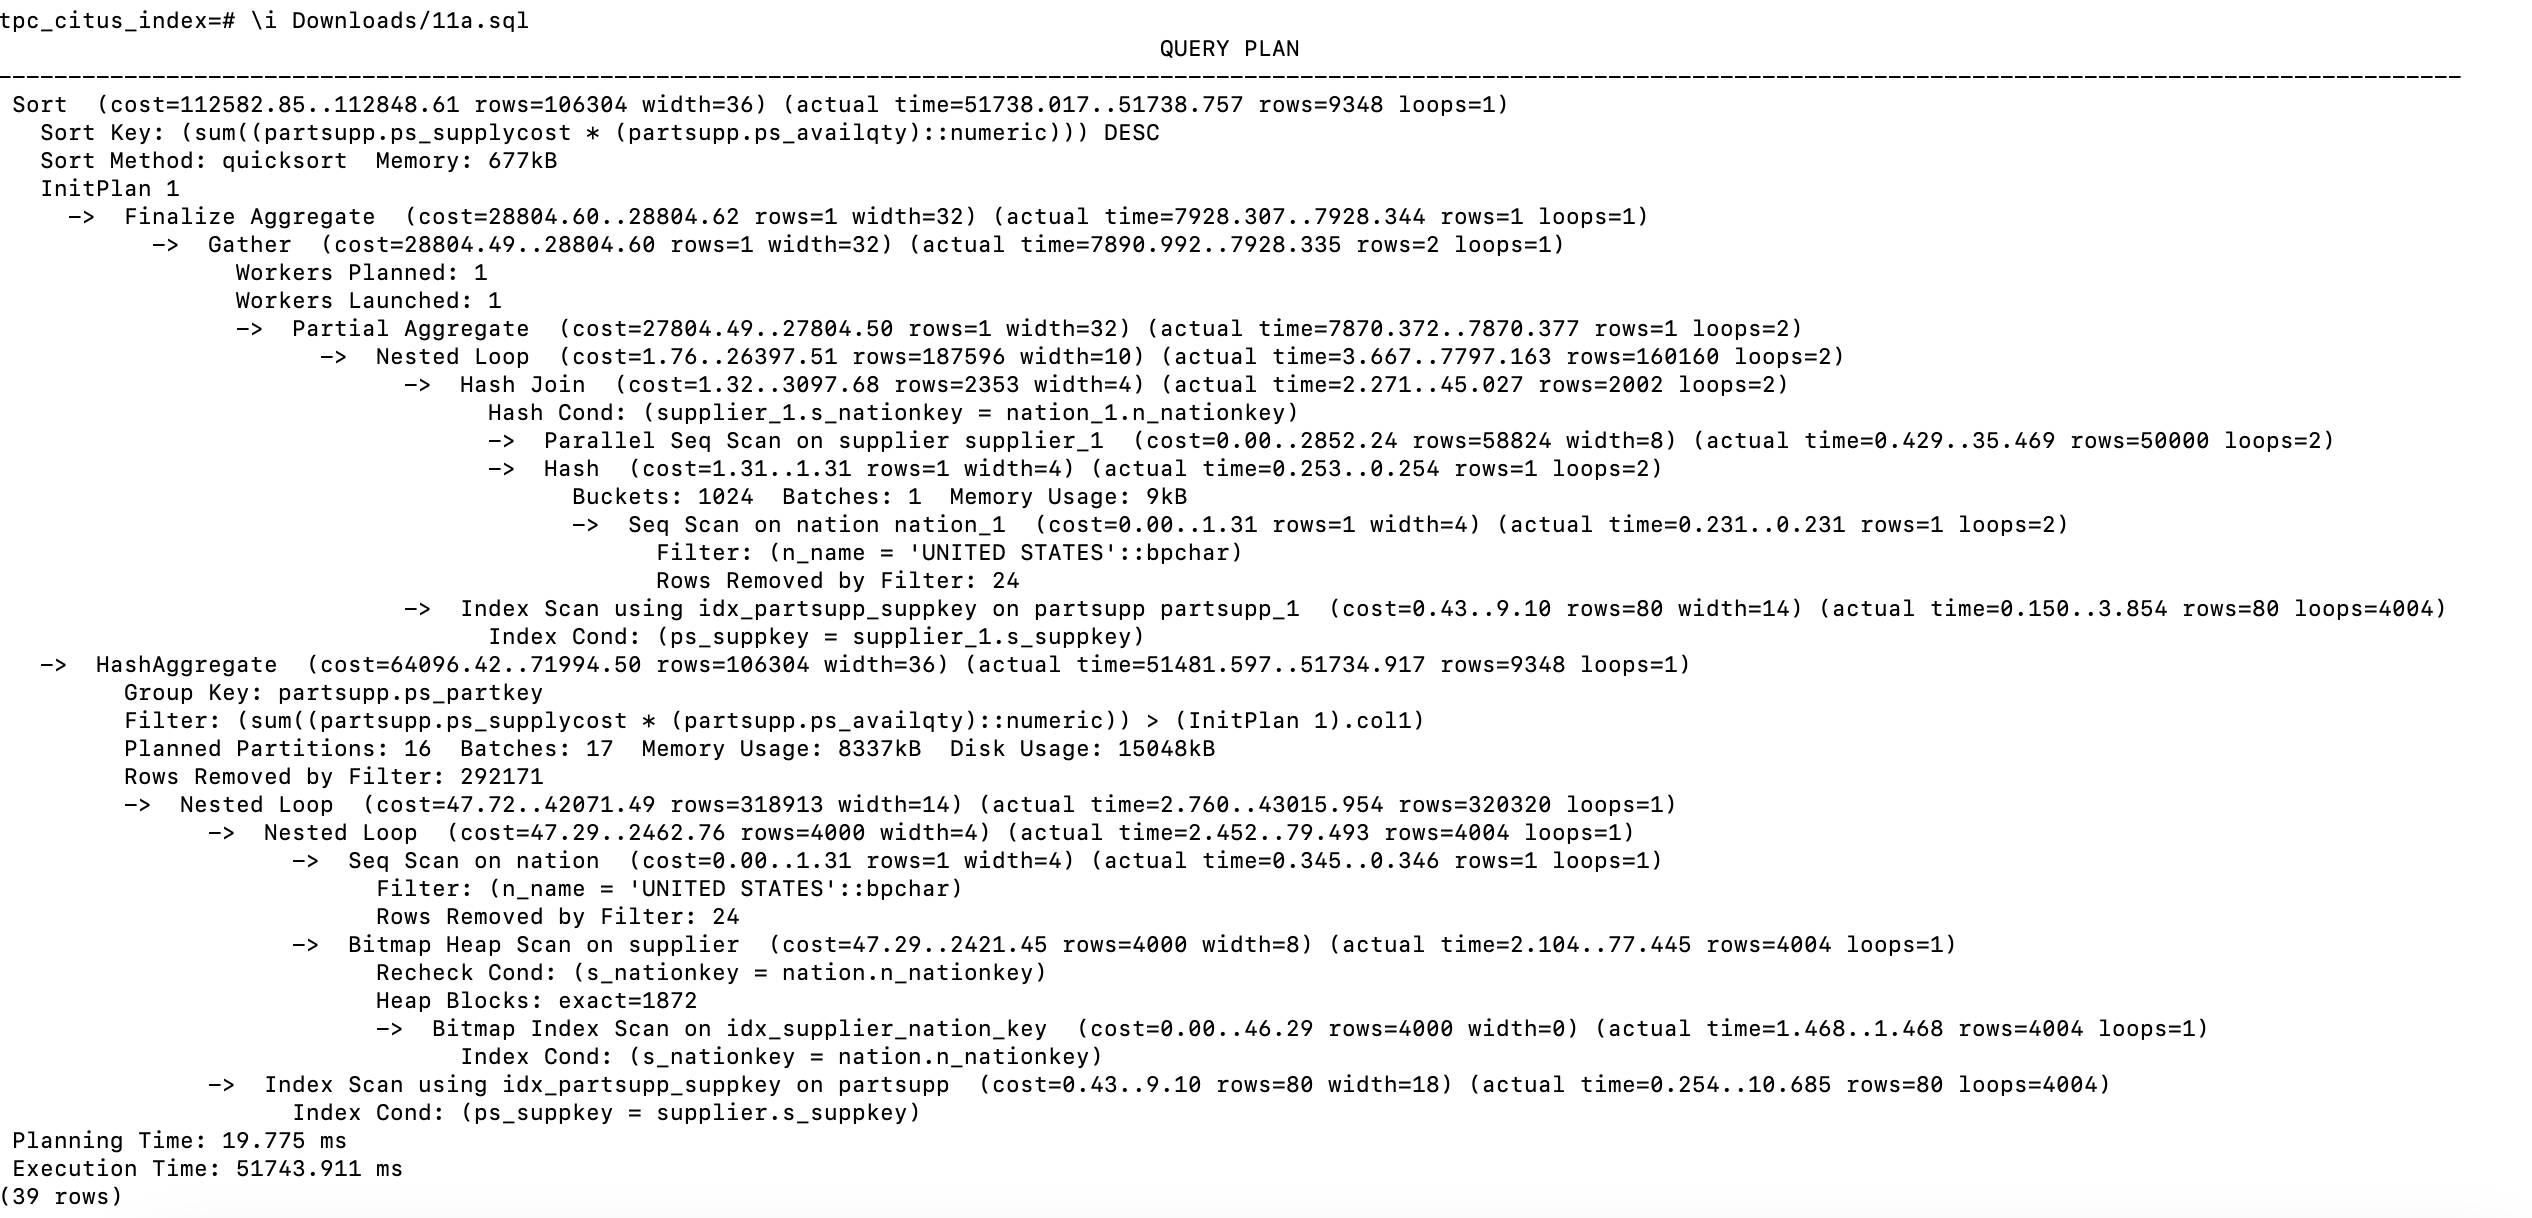 tpc_citus_index=# \i Downloads/11a.sql
QUERY PLAN
--------------------------------------------------------------------------------------------------------------------------------------------------------------------------------
Sort  (cost=112582.85..112848.61 rows=106304 width=36) (actual time=51738.017..51738.757 rows=9348 loops=1)
Sort Key: (sum((partsupp.ps_supplycost * (partsupp.ps_availqty)::numeric))) DESC
Sort Method: quicksort  Memory: 677kB
InitPlan 1
->  Finalize Aggregate  (cost=28804.60..28804.62 rows=1 width=32) (actual time=7928.307..7928.344 rows=1 loops=1)
->  Gather  (cost=28804.49..28804.60 rows=1 width=32) (actual time=7890.992..7928.335 rows=2 loops=1)
Workers Planned: 1
Workers Launched: 1
->  Partial Aggregate  (cost=27804.49..27804.50 rows=1 width=32) (actual time=7870.372..7870.377 rows=1 loops=2)
->  Nested Loop  (cost=1.76..26397.51 rows=187596 width=10) (actual time=3.667..7797.163 rows=160160 loops=2)
->  Hash Join  (cost=1.32..3097.68 rows=2353 width=4) (actual time=2.271..45.027 rows=2002 loops=2)
Hash Cond: (supplier_1.s_nationkey = nation_1.n_nationkey)
->  Parallel Seq Scan on supplier supplier_1  (cost=0.00..2852.24 rows=58824 width=8) (actual time=0.429..35.469 rows=50000 loops=2)
->  Hash  (cost=1.31..1.31 rows=1 width=4) (actual time=0.253..0.254 rows=1 loops=2)
Buckets: 1024  Batches: 1  Memory Usage: 9kB
->  Seq Scan on nation nation_1  (cost=0.00..1.31 rows=1 width=4) (actual time=0.231..0.231 rows=1 loops=2)
Filter: (n_name = 'UNITED STATES'::bpchar)
Rows Removed by Filter: 24
->  Index Scan using idx_partsupp_suppkey on partsupp partsupp_1  (cost=0.43..9.10 rows=80 width=14) (actual time=0.150..3.854 rows=80 loops=4004)
Index Cond: (ps_suppkey = supplier_1.s_suppkey)
->  HashAggregate  (cost=64096.42..71994.50 rows=106304 width=36) (actual time=51481.597..51734.917 rows=9348 loops=1)
Group Key: partsupp.ps_partkey
Filter: (sum((partsupp.ps_supplycost * (partsupp.ps_availqty)::numeric)) > (InitPlan 1).col1)
Planned Partitions: 16  Batches: 17  Memory Usage: 8337kB  Disk Usage: 15048kB
Rows Removed by Filter: 292171
->  Nested Loop  (cost=47.72..42071.49 rows=318913 width=14) (actual time=2.760..43015.954 rows=320320 loops=1)
->  Nested Loop  (cost=47.29..2462.76 rows=4000 width=4) (actual time=2.452..79.493 rows=4004 loops=1)
->  Seq Scan on nation  (cost=0.00..1.31 rows=1 width=4) (actual time=0.345..0.346 rows=1 loops=1)
Filter: (n_name = 'UNITED STATES'::bpchar)
Rows Removed by Filter: 24
->  Bitmap Heap Scan on supplier  (cost=47.29..2421.45 rows=4000 width=8) (actual time=2.104..77.445 rows=4004 loops=1)
Recheck Cond: (s_nationkey = nation.n_nationkey)
Heap Blocks: exact=1872
->  Bitmap Index Scan on idx_supplier_nation_key  (cost=0.00..46.29 rows=4000 width=0) (actual time=1.468..1.468 rows=4004 loops=1)
Index Cond: (s_nationkey = nation.n_nationkey)
->  Index Scan using idx_partsupp_suppkey on partsupp  (cost=0.43..9.10 rows=80 width=18) (actual time=0.254..10.685 rows=80 loops=4004)
Index Cond: (ps_suppkey = supplier.s_suppkey)
Planning Time: 19.775 ms
Execution Time: 51743.911 ms
(39 rows)